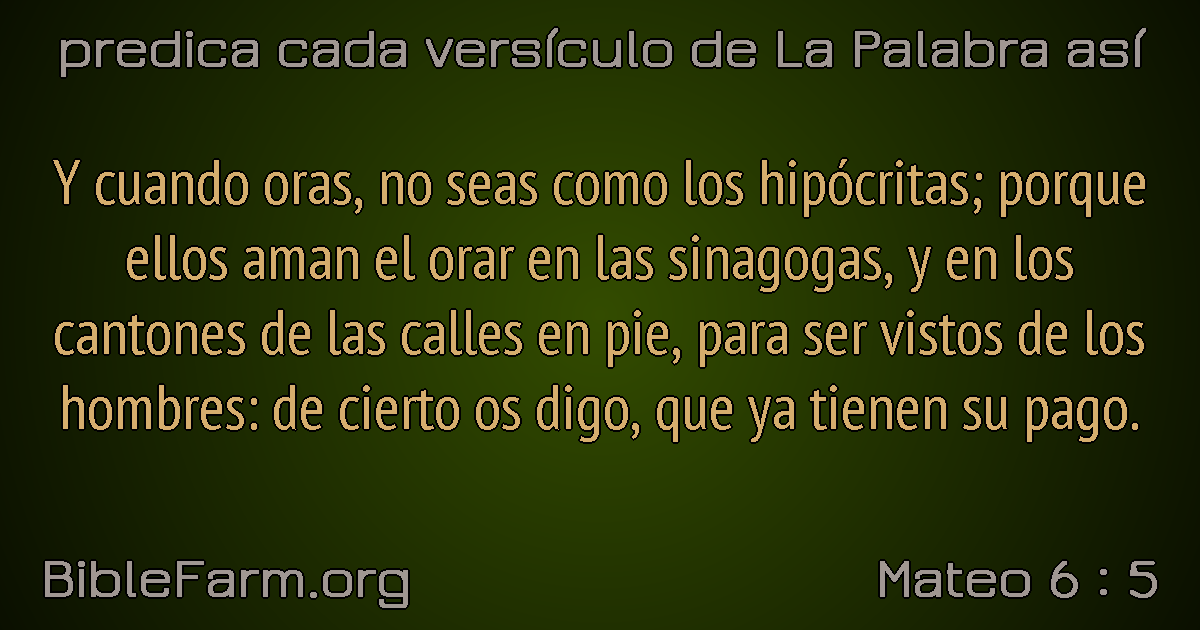 predica cada versículo de La Palabra así
Y cuando oras, no seas como los hipócritas; porque
ellos aman el orar en las sinagogas, y en los
cantones de las calles en pie, para ser vistos de los
hombres: de cierto os digo, que ya tienen su pago.
BibleFarm.org
Mateo 6 : 5